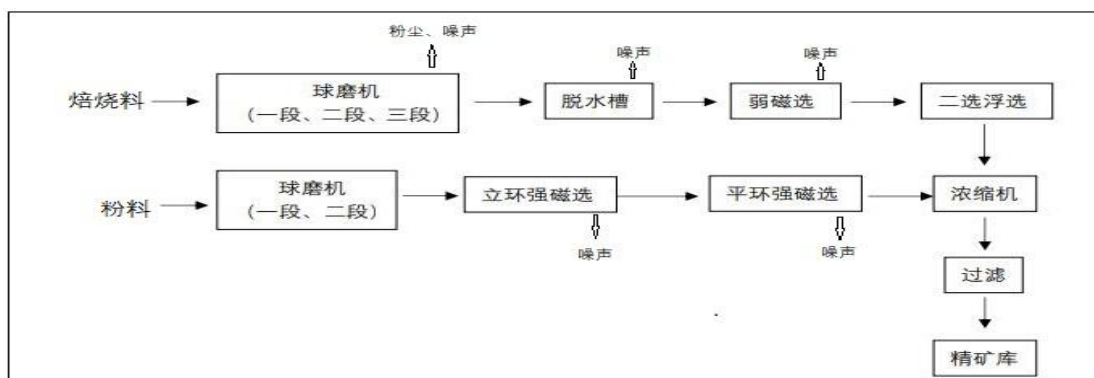 粉尘、噪声
噪声
噪声
焙烧料
球磨机
(一段、二段、三段)
脱水槽
弱磁选
二选浮选
粉料
球磨机
(一段、二段)
立环强磁选
平环强磁选
浓缩机
噪声
噪声
过滤
精矿库